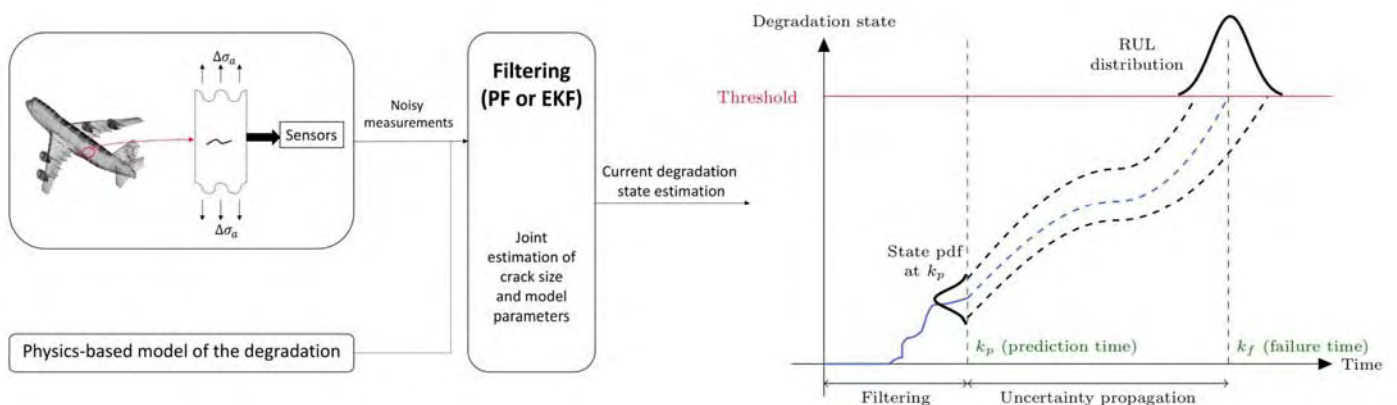 Δσₐ
Sensors
Δσₐ
Physics-based model of the degradation
Noisy
measurements
Filtering
(PF or EKF)
Joint
estimation of
crack size
and model
parameters
Current degradation
state estimation
Degradation state
RUL
distribution
Threshold
State pdf
at kₚ
kₚ (prediction time)
k_f (failure time)
Time
Filtering
Uncertainty propagation